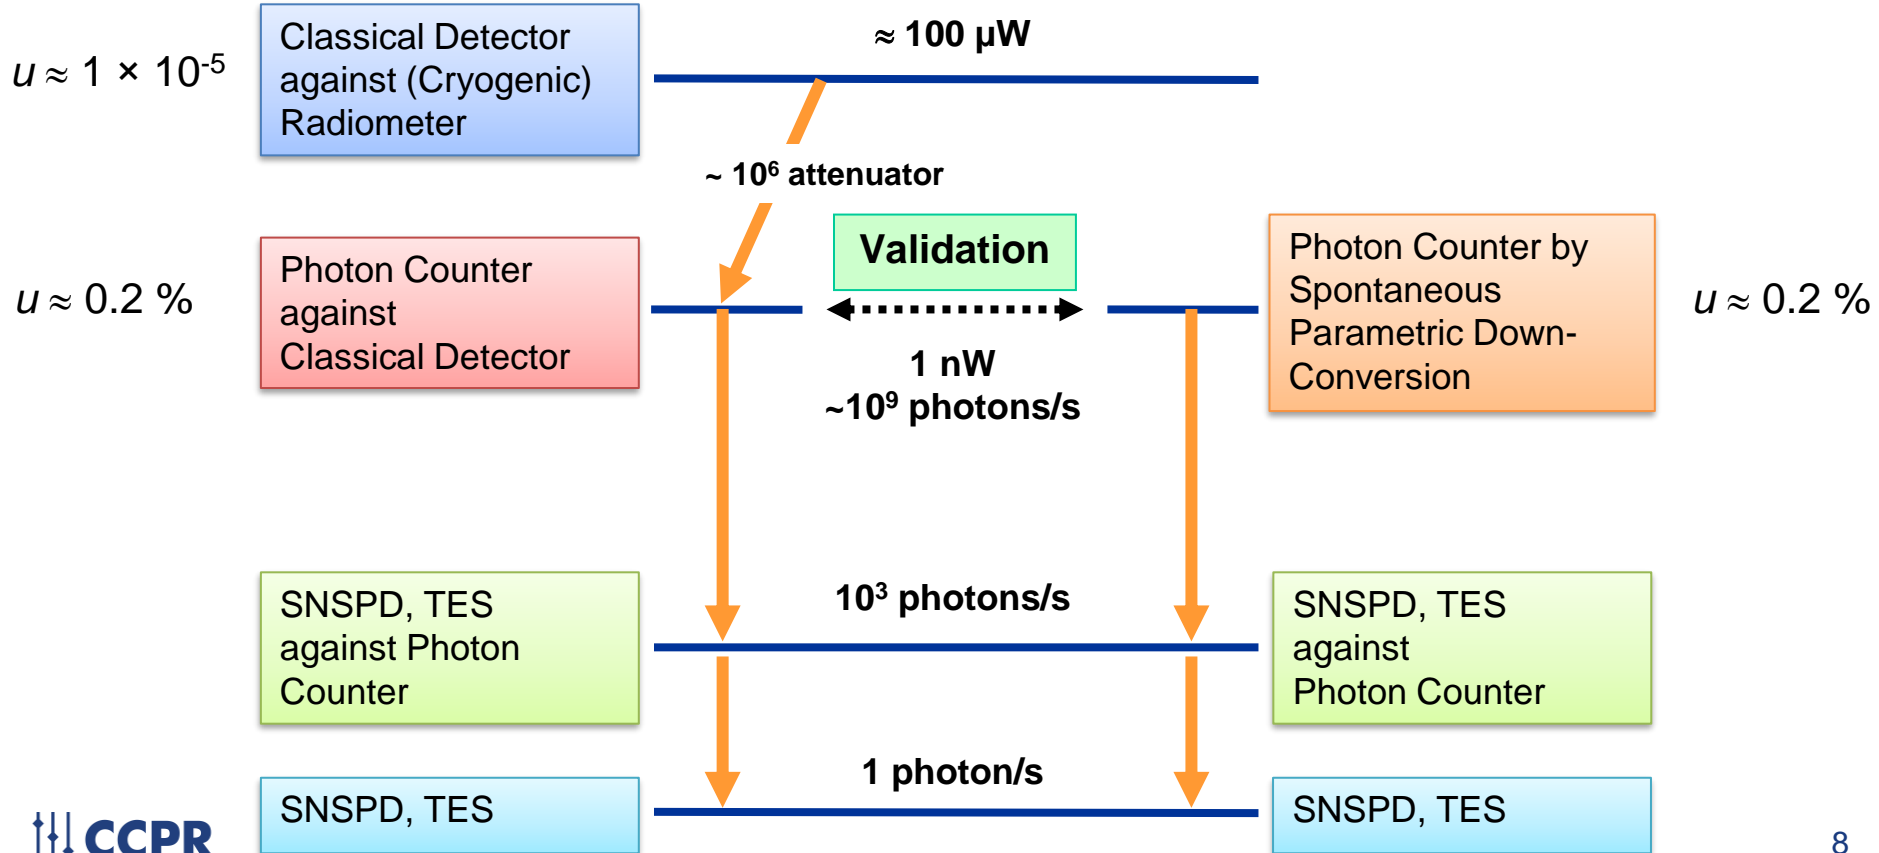 u ≈ 1 × 10⁻⁵
Classical Detector
against (Cryogenic)
Radiometer
≈ 100 µW
~ 10⁶ attenuator
u ≈ 0.2 %
Photon Counter
against
Classical Detector
Validation
1 nW
~10⁹ photons/s
Photon Counter by
Spontaneous
Parametric Down-
Conversion
u ≈ 0.2 %
SNSPD, TES
against Photon
Counter
10³ photons/s
SNSPD, TES
against
Photon Counter
SNSPD, TES
1 photon/s
SNSPD, TES
CCPR
8